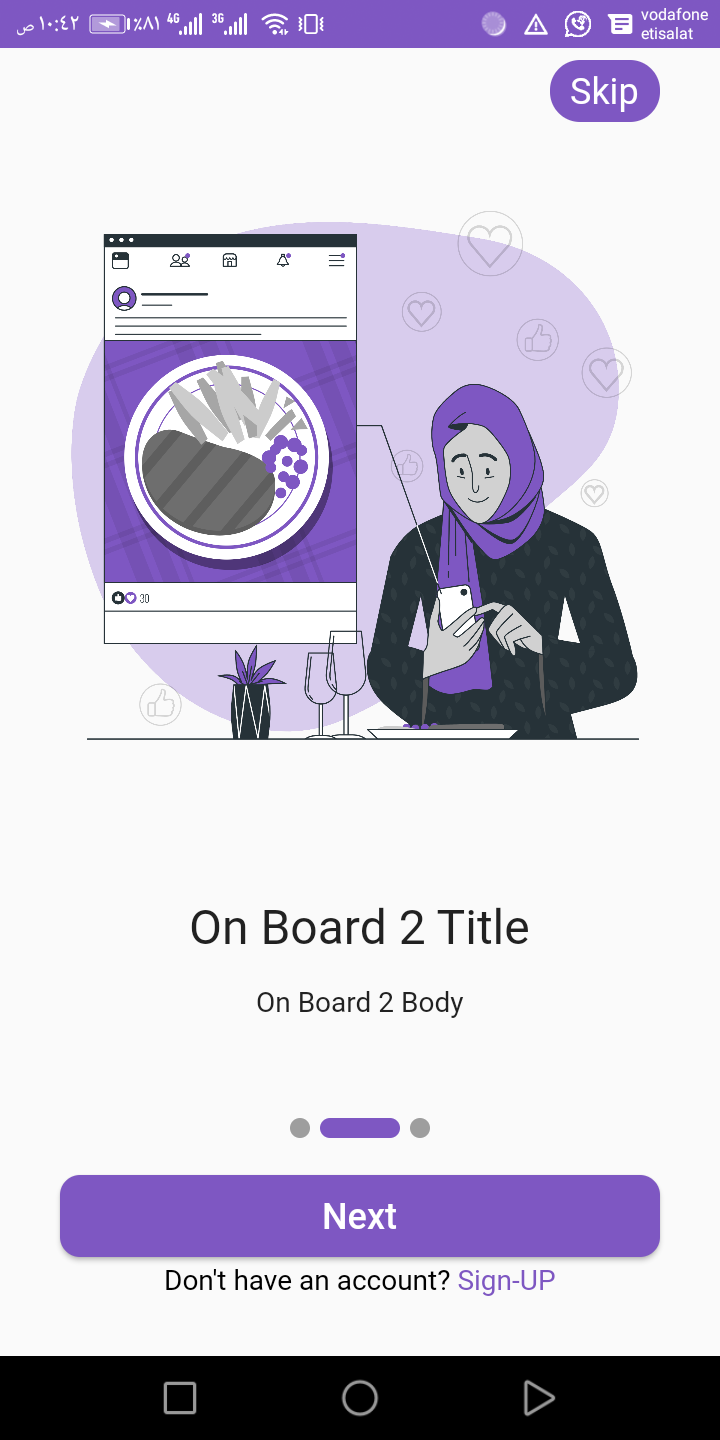 ١٠:٤٢ ص
٪٨١
4G
3G
vodafone
etisalat
Skip
30
On Board 2 Title
On Board 2 Body
Next
Don't have an account? Sign-UP